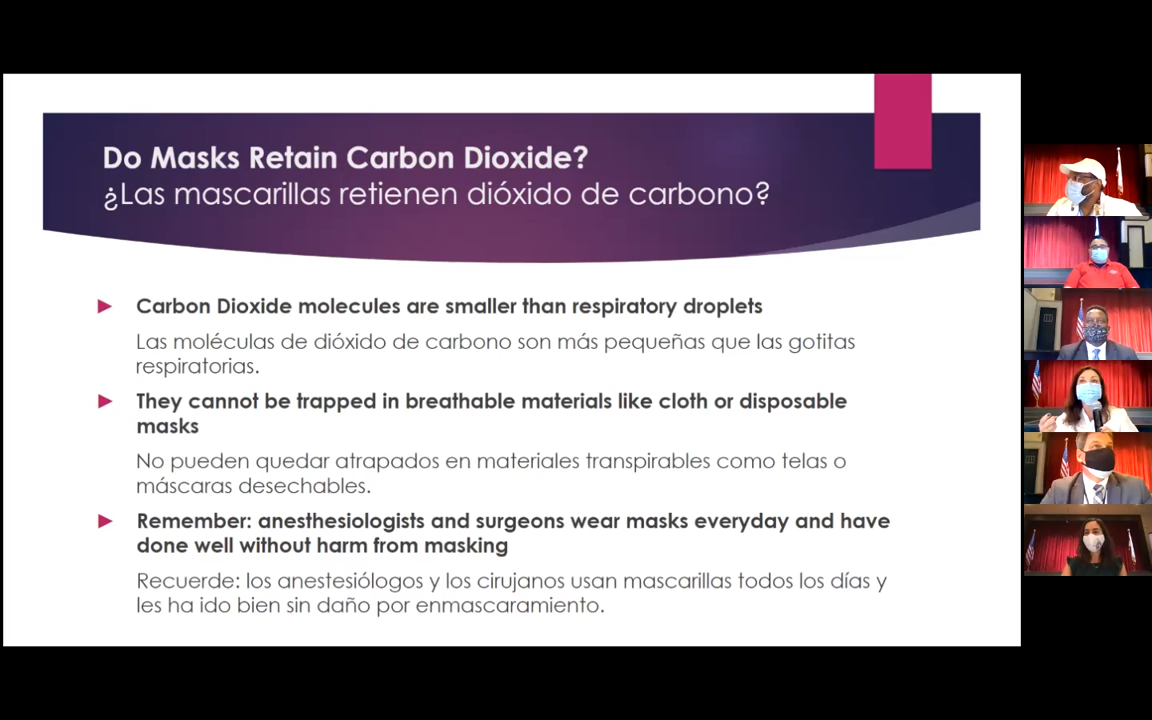 Do Masks Retain Carbon Dioxide?
¿Las mascarillas retienen dióxido de carbono?
Carbon Dioxide molecules are smaller than respiratory droplets
Las moléculas de dióxido de carbono son más pequeñas que las gotitas
respiratorias.
They cannot be trapped in breathable materials like cloth or disposable
masks
No pueden quedar atrapados en materiales transpirables como telas o
máscaras desechables.
Remember: anesthesiologists and surgeons wear masks everyday and have
done well without harm from masking
Recuerde: los anestesiólogos y los cirujanos usan mascarillas todos los días y
les ha ido bien sin daño por enmascaramiento.